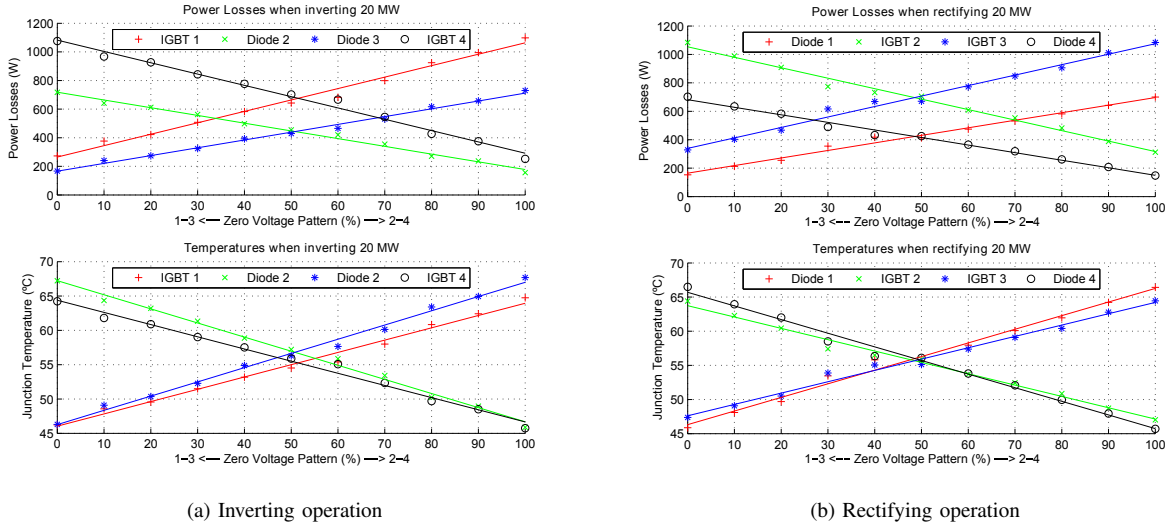 Power Losses when inverting 20 MW
1200
1000
800
600
400
200
0
Power Losses (W)
IGBT 1 Diode 2 Diode 3 IGBT 4
0 10 20 30 40 50 60 70 80 90 100
1−3 <−− Zero Voltage Pattern (%) −−> 2−4
Temperatures when inverting 20 MW
70
65
60
55
50
45
Junction Temperature (ºC)
IGBT 1 Diode 2 Diode 2 IGBT 4
0 10 20 30 40 50 60 70 80 90 100
1−3 <−− Zero Voltage Pattern (%) −−> 2−4
(a) Inverting operation
Power Losses when rectifying 20 MW
1200
1000
800
600
400
200
0
Power Losses (W)
Diode 1 IGBT 2 IGBT 3 Diode 4
0 10 20 30 40 50 60 70 80 90 100
1−3 <−− Zero Voltage Pattern (%) −−> 2−4
Temperatures when rectifying 20 MW
70
65
60
55
50
45
Junction Temperature (ºC)
Diode 1 IGBT 2 IGBT 3 Diode 4
0 10 20 30 40 50 60 70 80 90 100
1−3 <−− Zero Voltage Pattern (%) −−> 2−4
(b) Rectifying operation